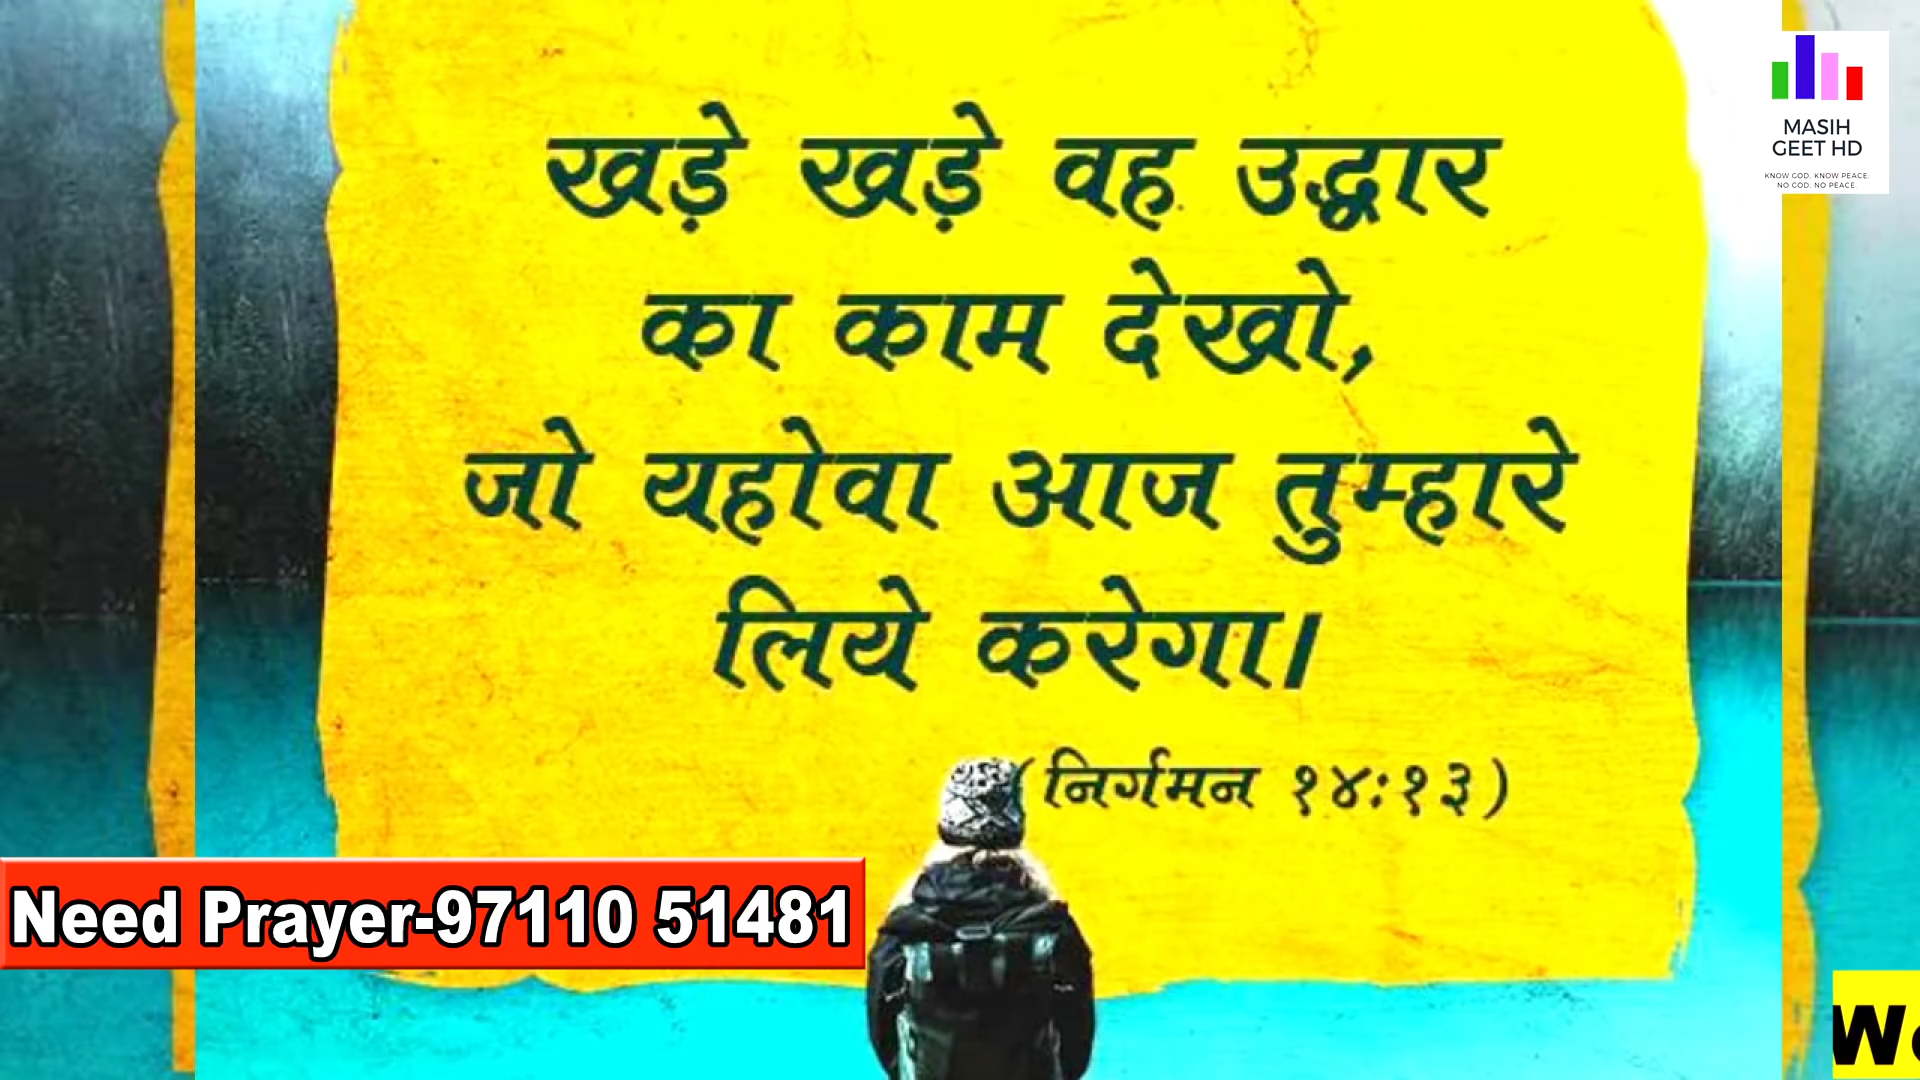 खड़े खड़े वह उद्धार
का काम देखो,
जो यहोवा आज तुम्हारे
लिये करेगा।
(निर्गमन १४:१३)
MASIH
GEET HD
KNOW GOD. KNOW PEACE.
NO GOD. NO PEACE.
Need Prayer-97110 51481